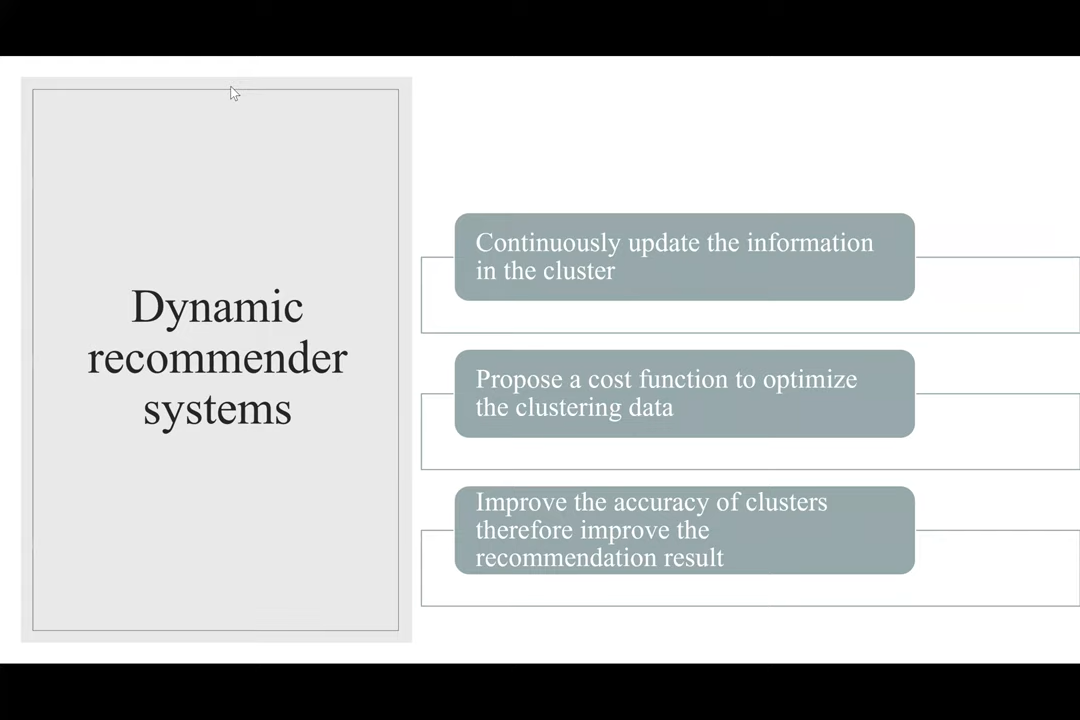 Dynamic
recommender
systems
Continuously update the information
in the cluster
Propose a cost function to optimize
the clustering data
Improve the accuracy of clusters
therefore improve the
recommendation result